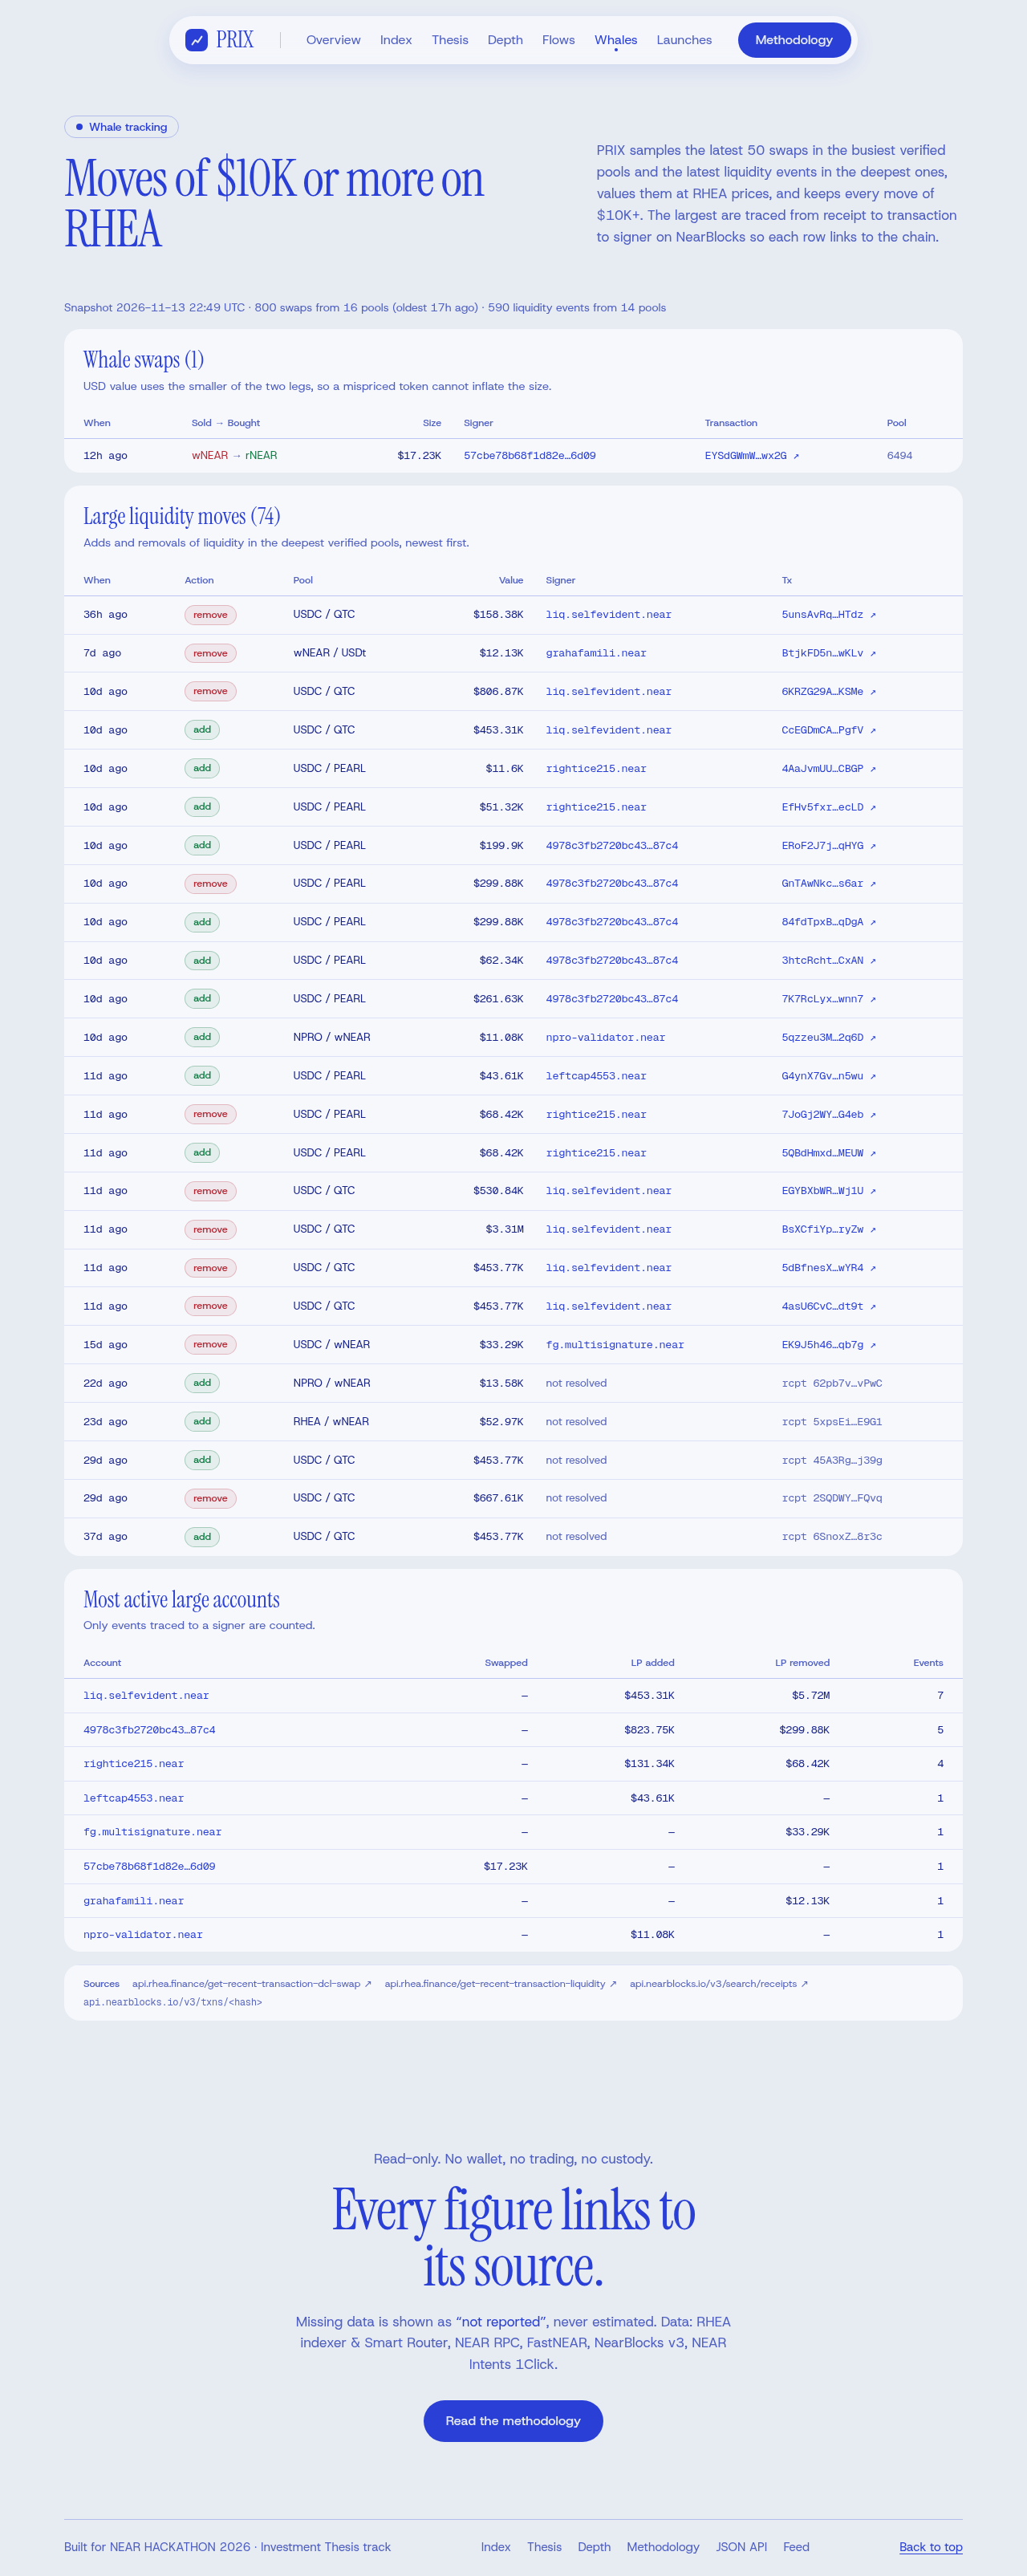 PRIX
Overview Index Thesis Depth Flows Whales Launches Methodology
Whale tracking
Moves of $10K or more on
RHEA
PRIX samples the latest 50 swaps in the busiest verified
pools and the latest liquidity events in the deepest ones,
values them at RHEA prices, and keeps every move of
$10K+. The largest are traced from receipt to transaction
to signer on NearBlocks so each row links to the chain.
Snapshot 2026-11-13 22:49 UTC · 800 swaps from 16 pools (oldest 17h ago) · 590 liquidity events from 14 pools
Whale swaps (1)
USD value uses the smaller of the two legs, so a mispriced token cannot inflate the size.
When Sold → Bought Size Signer Transaction Pool
12h ago wNEAR → rNEAR $17.23K 57cbe78b68f1d82e…6d09 EYSdGWmW…wx2G ↗ 6494
Large liquidity moves (74)
Adds and removals of liquidity in the deepest verified pools, newest first.
When Action Pool Value Signer Tx
36h ago remove USDC / QTC $158.38K liq.selfevident.near 5unsAvRq…HTdz ↗
7d ago remove wNEAR / USDt $12.13K grahafamili.near BtjkFD5n…wKLv ↗
10d ago remove USDC / QTC $806.87K liq.selfevident.near 6KRZG29A…KSMe ↗
10d ago add USDC / QTC $453.31K liq.selfevident.near CcEGDmCA…PgfV ↗
10d ago add USDC / PEARL $11.6K rightice215.near 4AaJvmUU…CBGP ↗
10d ago add USDC / PEARL $51.32K rightice215.near EfHv5fxr…ecLD ↗
10d ago add USDC / PEARL $199.9K 4978c3fb2720bc43…87c4 ERoF2J7j…qHYG ↗
10d ago remove USDC / PEARL $299.88K 4978c3fb2720bc43…87c4 GnTAwNkc…s6ar ↗
10d ago add USDC / PEARL $299.88K 4978c3fb2720bc43…87c4 84fdTpxB…qDgA ↗
10d ago add USDC / PEARL $62.34K 4978c3fb2720bc43…87c4 3htcRcht…CxAN ↗
10d ago add USDC / PEARL $261.63K 4978c3fb2720bc43…87c4 7K7RcLyx…wnn7 ↗
10d ago add NPRO / wNEAR $11.08K npro-validator.near 5qzzeu3M…2q6D ↗
11d ago add USDC / PEARL $43.61K leftcap4553.near G4ynX7Gv…n5wu ↗
11d ago remove USDC / PEARL $68.42K rightice215.near 7JoGj2WY…G4eb ↗
11d ago add USDC / PEARL $68.42K rightice215.near 5QBdHmxd…MEUW ↗
11d ago remove USDC / QTC $530.84K liq.selfevident.near EGYBXbWR…Wj1U ↗
11d ago remove USDC / QTC $3.31M liq.selfevident.near BsXCfiYp…ryZw ↗
11d ago remove USDC / QTC $453.77K liq.selfevident.near 5dBfnesX…wYR4 ↗
11d ago remove USDC / QTC $453.77K liq.selfevident.near 4asU6CvC…dt9t ↗
15d ago remove USDC / wNEAR $33.29K fg.multisignature.near EK9J5h46…qb7g ↗
22d ago add NPRO / wNEAR $13.58K not resolved rcpt 62pb7v…vPwC
23d ago add RHEA / wNEAR $52.97K not resolved rcpt 5xpsEi…E9G1
29d ago add USDC / QTC $453.77K not resolved rcpt 45A3Rg…j39g
29d ago remove USDC / QTC $667.61K not resolved rcpt 2SQDWY…FQvq
37d ago add USDC / QTC $453.77K not resolved rcpt 6SnoxZ…8r3c
Most active large accounts
Only events traced to a signer are counted.
Account Swapped LP added LP removed Events
liq.selfevident.near — $453.31K $5.72M 7
4978c3fb2720bc43…87c4 — $823.75K $299.88K 5
rightice215.near — $131.34K $68.42K 4
leftcap4553.near — $43.61K — 1
fg.multisignature.near — — $33.29K 1
57cbe78b68f1d82e…6d09 $17.23K — — 1
grahafamili.near — — $12.13K 1
npro-validator.near — $11.08K — 1
Sources api.rhea.finance/get-recent-transaction-dcl-swap ↗ api.rhea.finance/get-recent-transaction-liquidity ↗ api.nearblocks.io/v3/search/receipts ↗
api.nearblocks.io/v3/txns/<hash>
Read-only. No wallet, no trading, no custody.
Every figure links to
its source.
Missing data is shown as “not reported”, never estimated. Data: RHEA
indexer & Smart Router, NEAR RPC, FastNEAR, NearBlocks v3, NEAR
Intents 1Click.
Read the methodology
Built for NEAR HACKATHON 2026 · Investment Thesis track Index Thesis Depth Methodology JSON API Feed Back to top